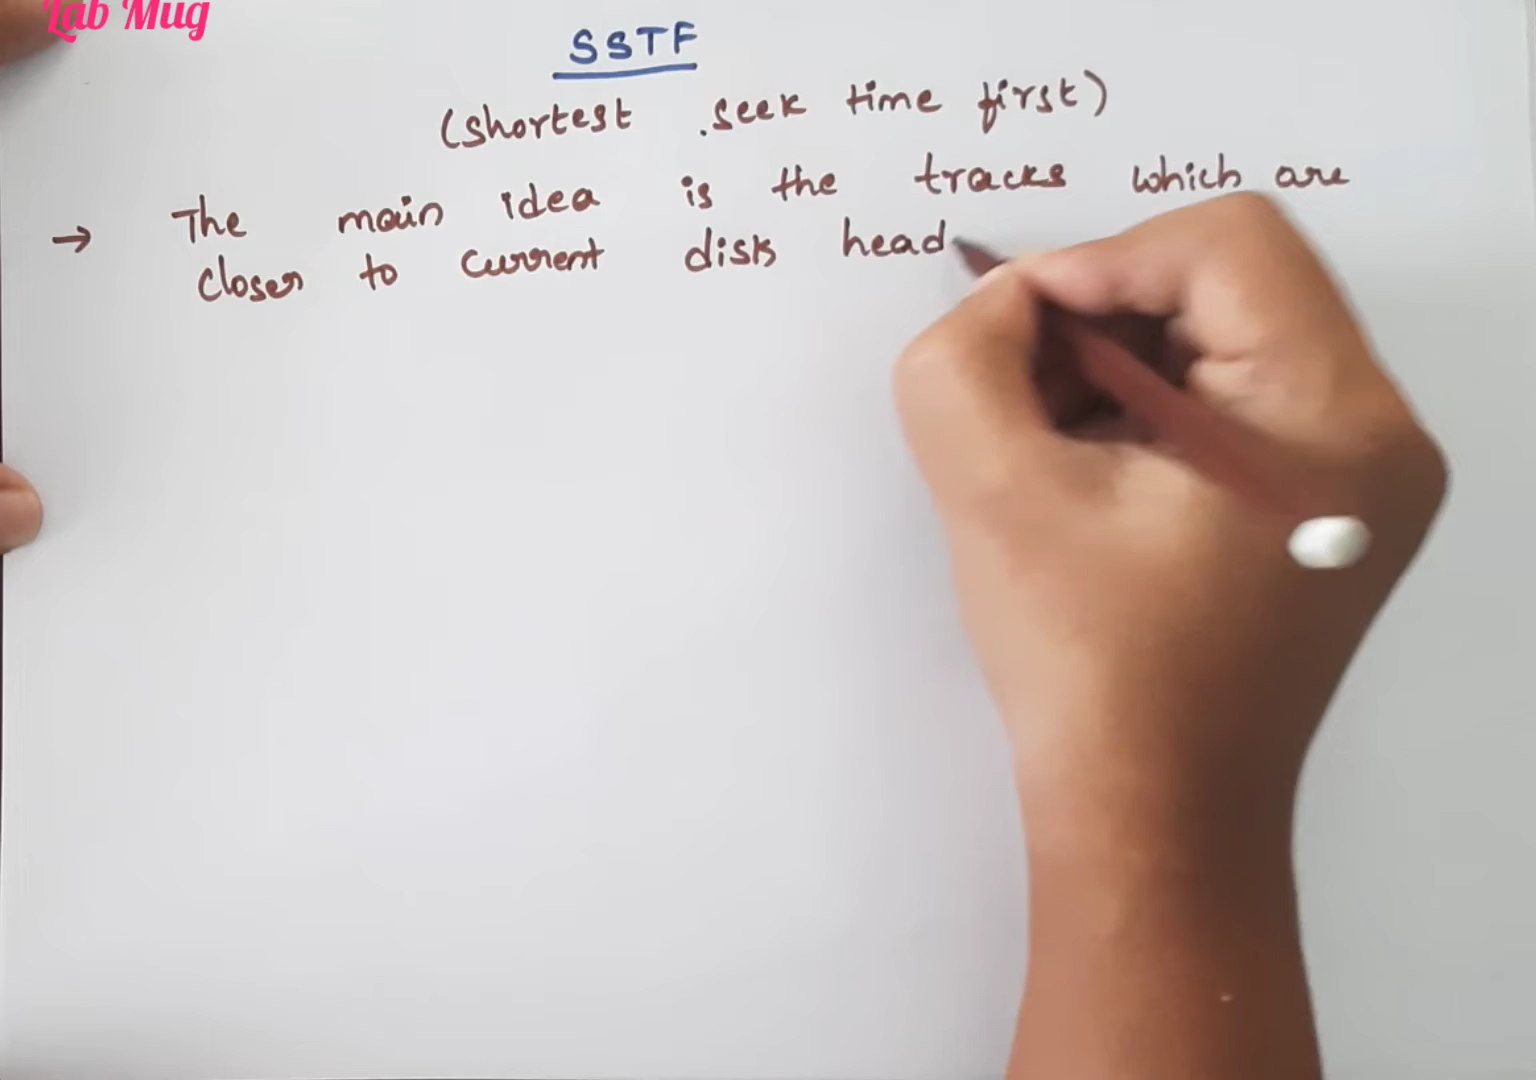 Lab Mug
SSTF
(shortest .seek time first)
→ The main idea is the tracks which are
closer to current disk head